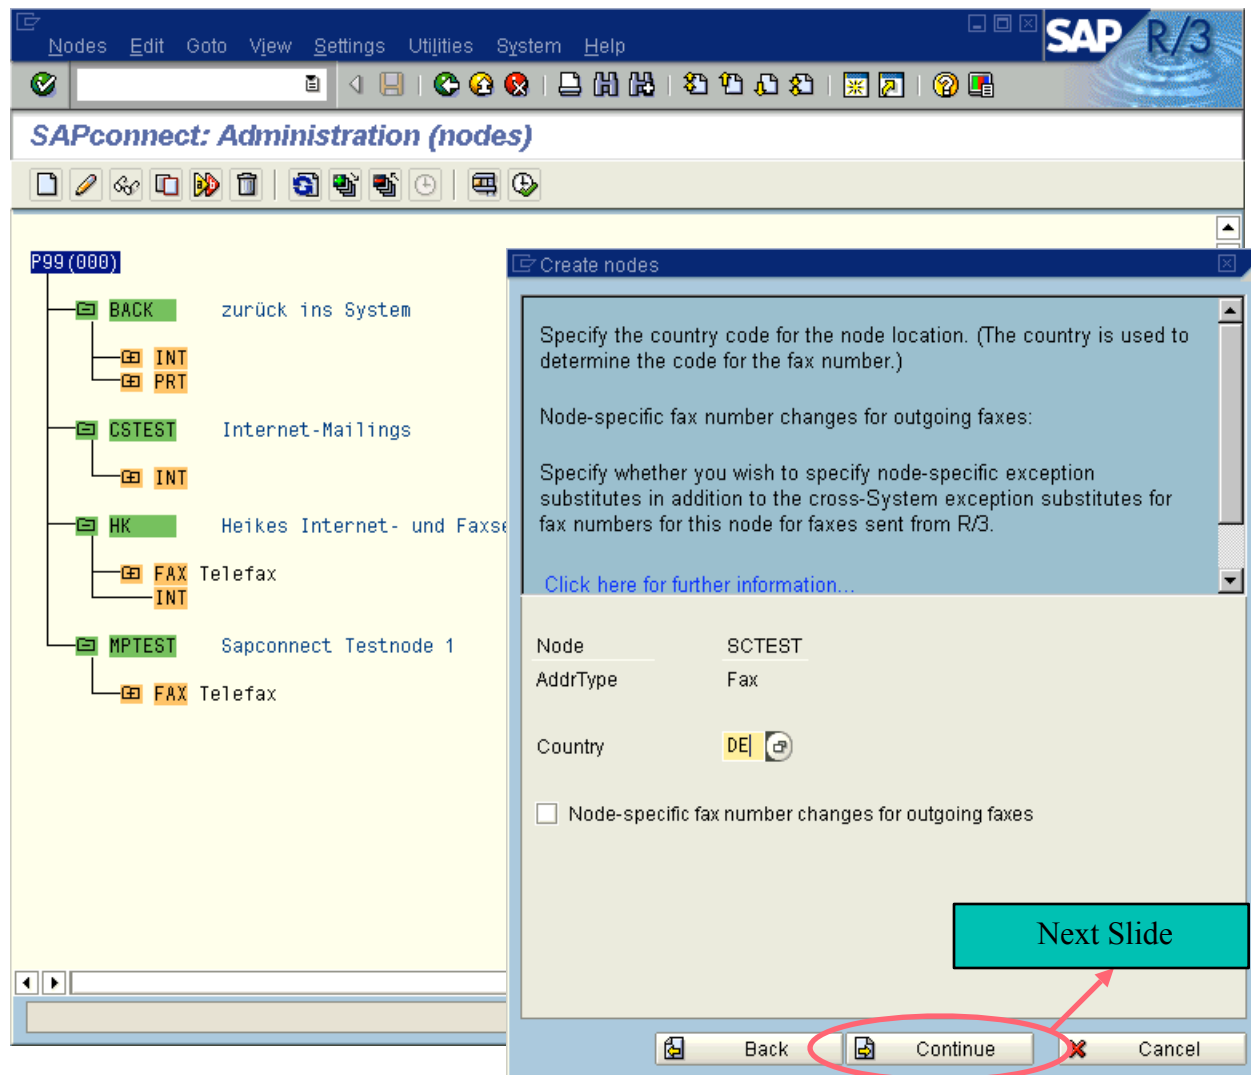 Nodes Edit Goto View Settings Utilities System Help
SAP R/3
SAPconnect: Administration (nodes)
P99(000)
BACK zurück ins System
INT
PRT
CSTEST Internet-Mailings
INT
HK Heikes Internet- und Faxse
FAX Telefax
INT
MPTEST Sapconnect Testnode 1
FAX Telefax
Create nodes
Specify the country code for the node location. (The country is used to
determine the code for the fax number.)
Node-specific fax number changes for outgoing faxes:
Specify whether you wish to specify node-specific exception
substitutes in addition to the cross-System exception substitutes for
fax numbers for this node for faxes sent from R/3.
Click here for further information...
Node SCTEST
AddrType Fax
Country DE
Node-specific fax number changes for outgoing faxes
Next Slide
Back Continue Cancel